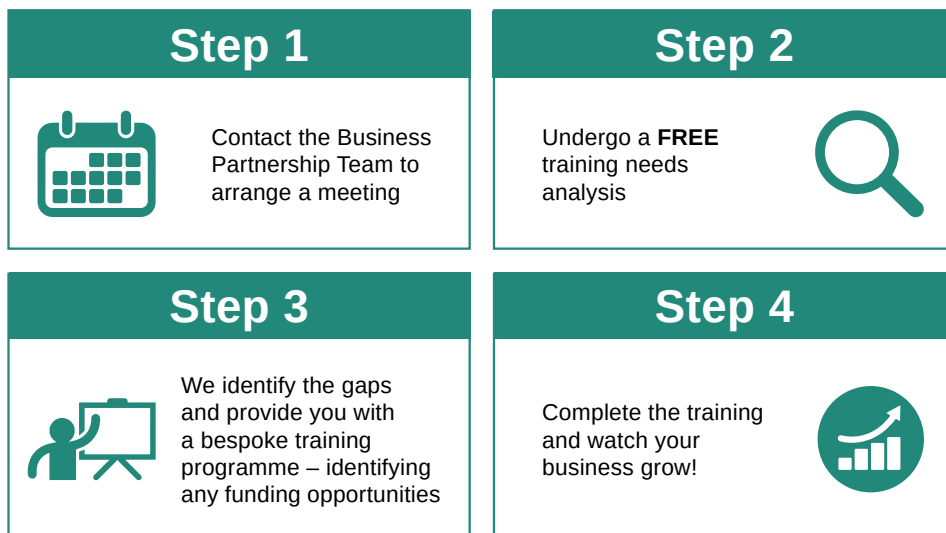 Step 1
Contact the Business
Partnership Team to
arrange a meeting
Step 2
Undergo a FREE
training needs
analysis
Step 3
We identify the gaps
and provide you with
a bespoke training
programme – identifying
any funding opportunities
Step 4
Complete the training
and watch your
business grow!